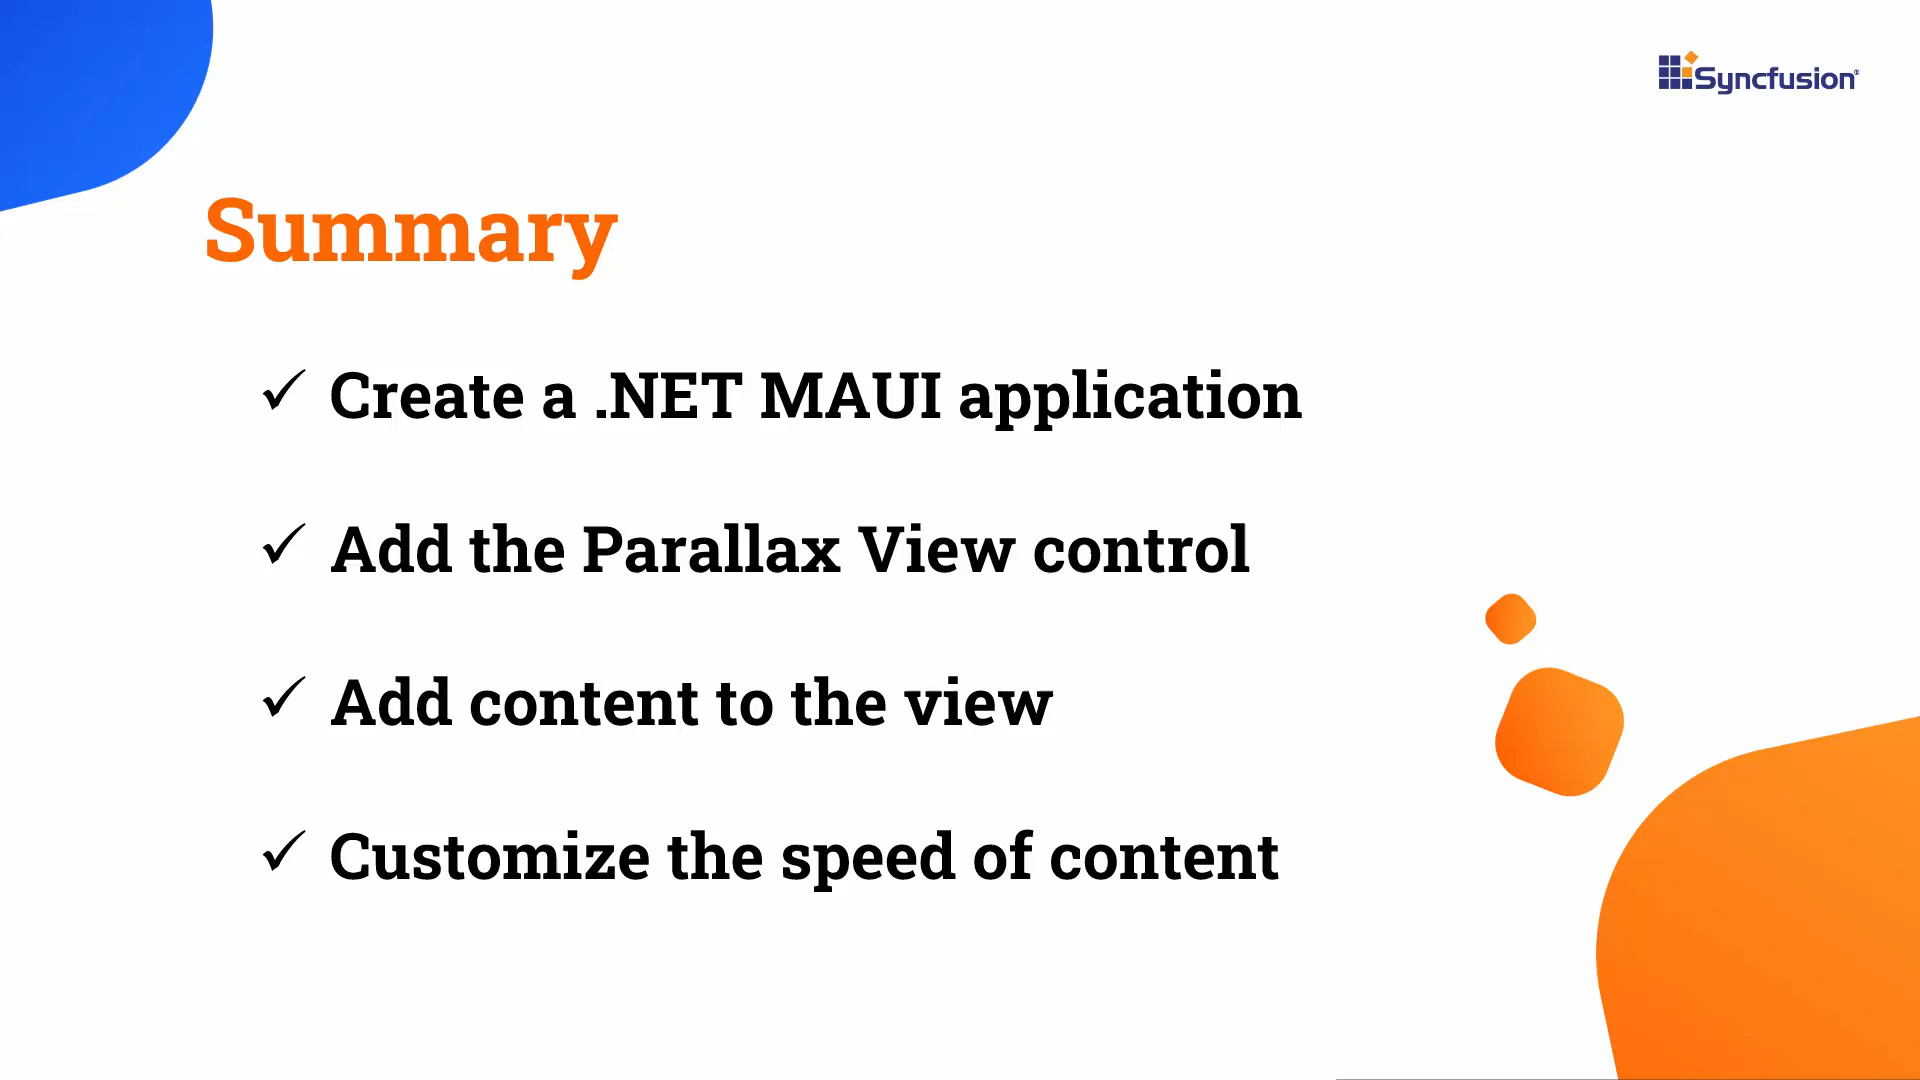 Syncfusion®
Summary
✓ Create a .NET MAUI application
✓ Add the Parallax View control
✓ Add content to the view
✓ Customize the speed of content